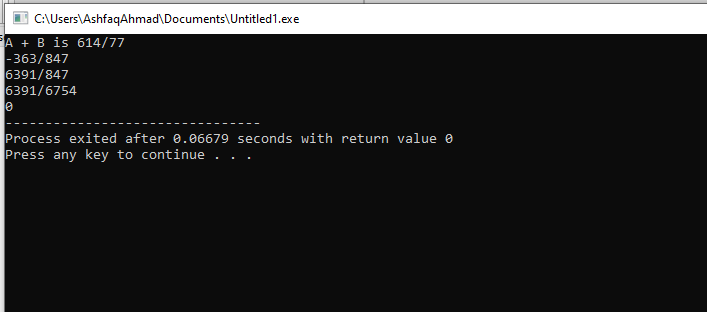 C:\Users\AshfaqAhmad\Documents\Untitled1.exe
A + B is 614/77
-363/847
6391/847
6391/6754
0
--------------------------------
Process exited after 0.06679 seconds with return value 0
Press any key to continue . . .